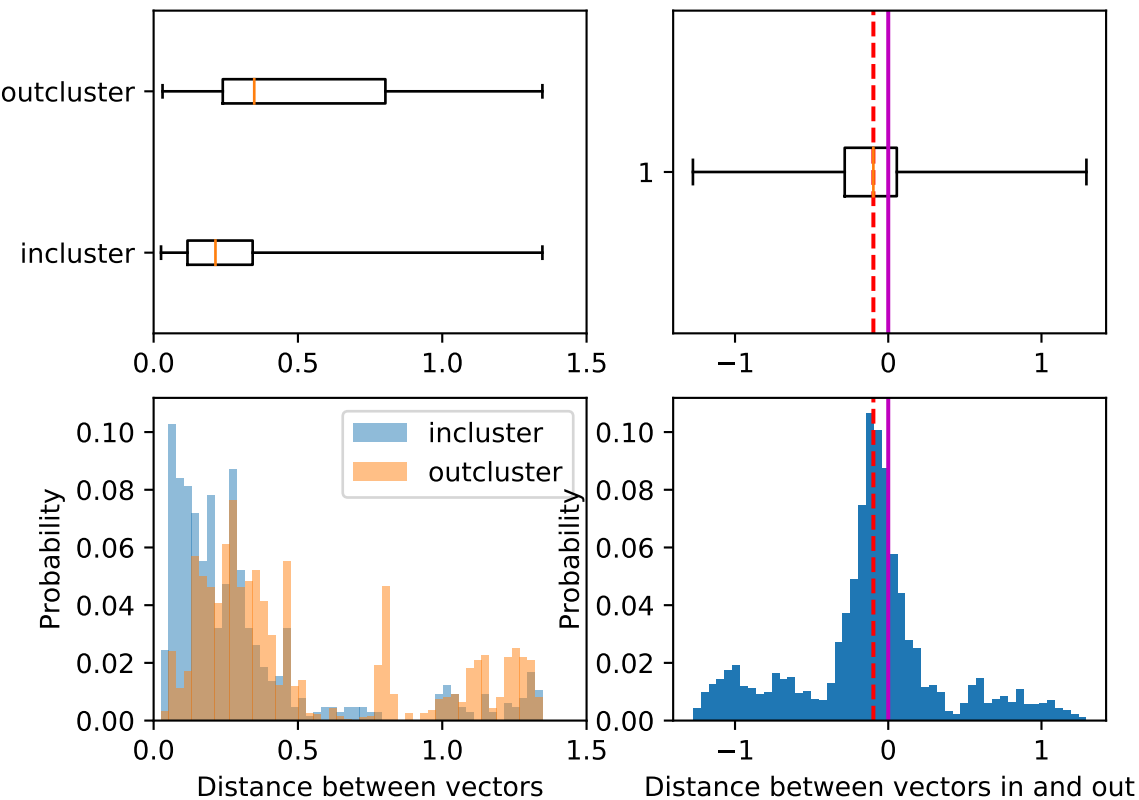 outcluster
incluster
0.0 0.5 1.0 1.5
1
−1 0 1
0.10
0.08
0.06
0.04
0.02
0.00
Probability
incluster
outcluster
0.0 0.5 1.0 1.5
Distance between vectors
0.10
0.08
0.06
0.04
0.02
0.00
Probability
−1 0 1
Distance between vectors in and out